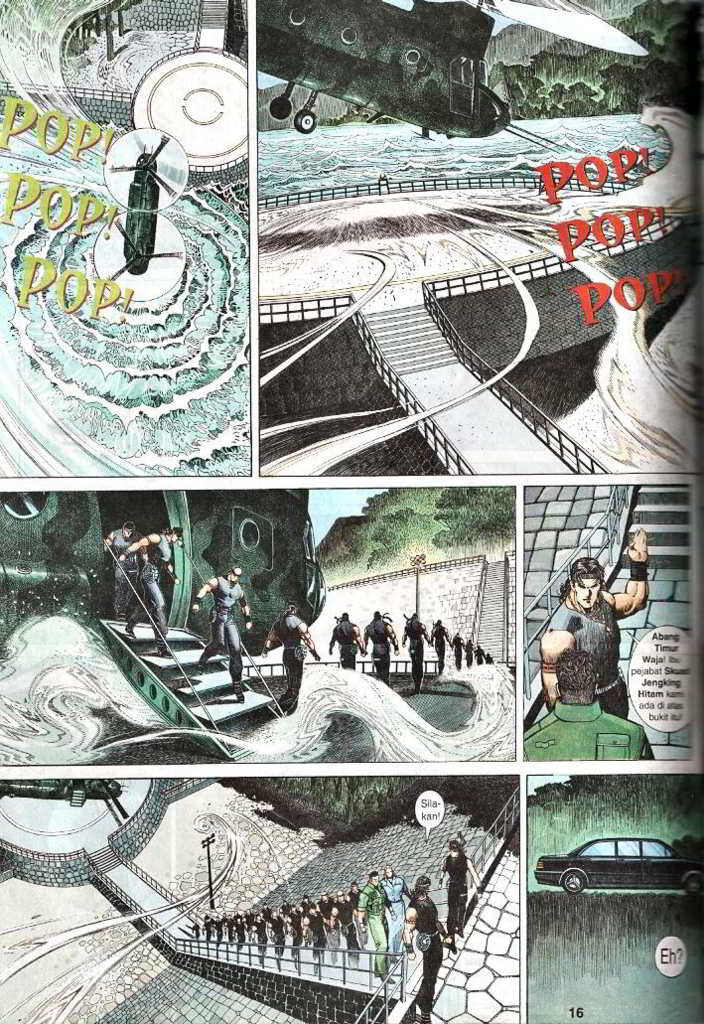 POP!
POP!
POP!
POP!
POP!
POP!
Abang
Timur
Waja! Ibu
pejabat Skuad
Jengking
Hitam kami
ada di atas
bukit itu!
Sila-
kan!
Eh?
16